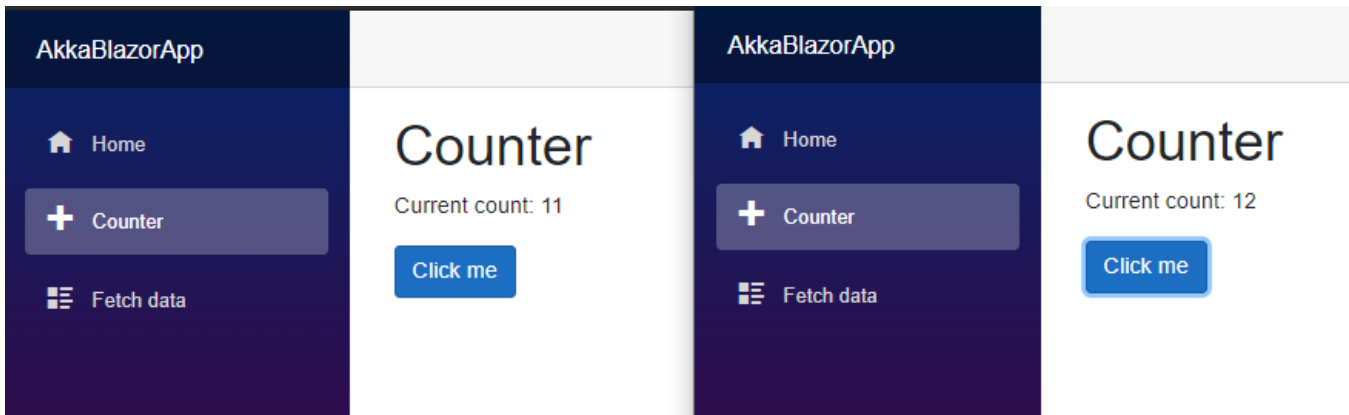 AkkaBlazorApp
Home
Counter
Fetch data
Counter
Current count: 11
Click me
AkkaBlazorApp
Home
Counter
Fetch data
Counter
Current count: 12
Click me